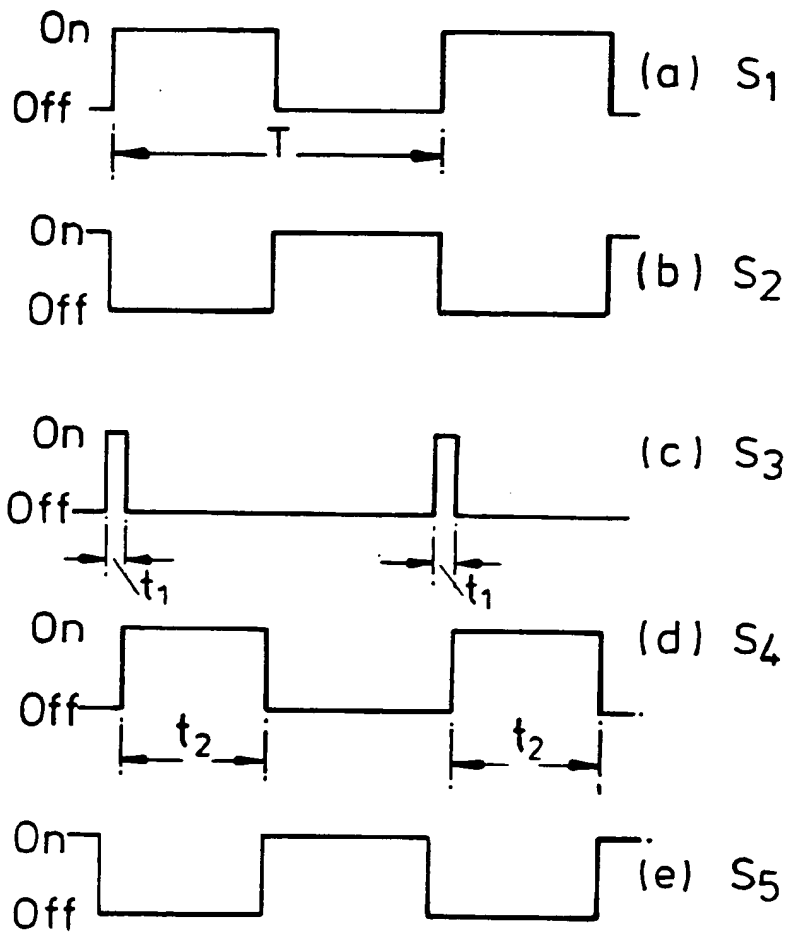 On
(a) S1
Off
T
On
(b) S2
Off
On
(c) S3
Off
t1 t1
On
(d) S4
Off
t2 t2
On
(e) S5
Off